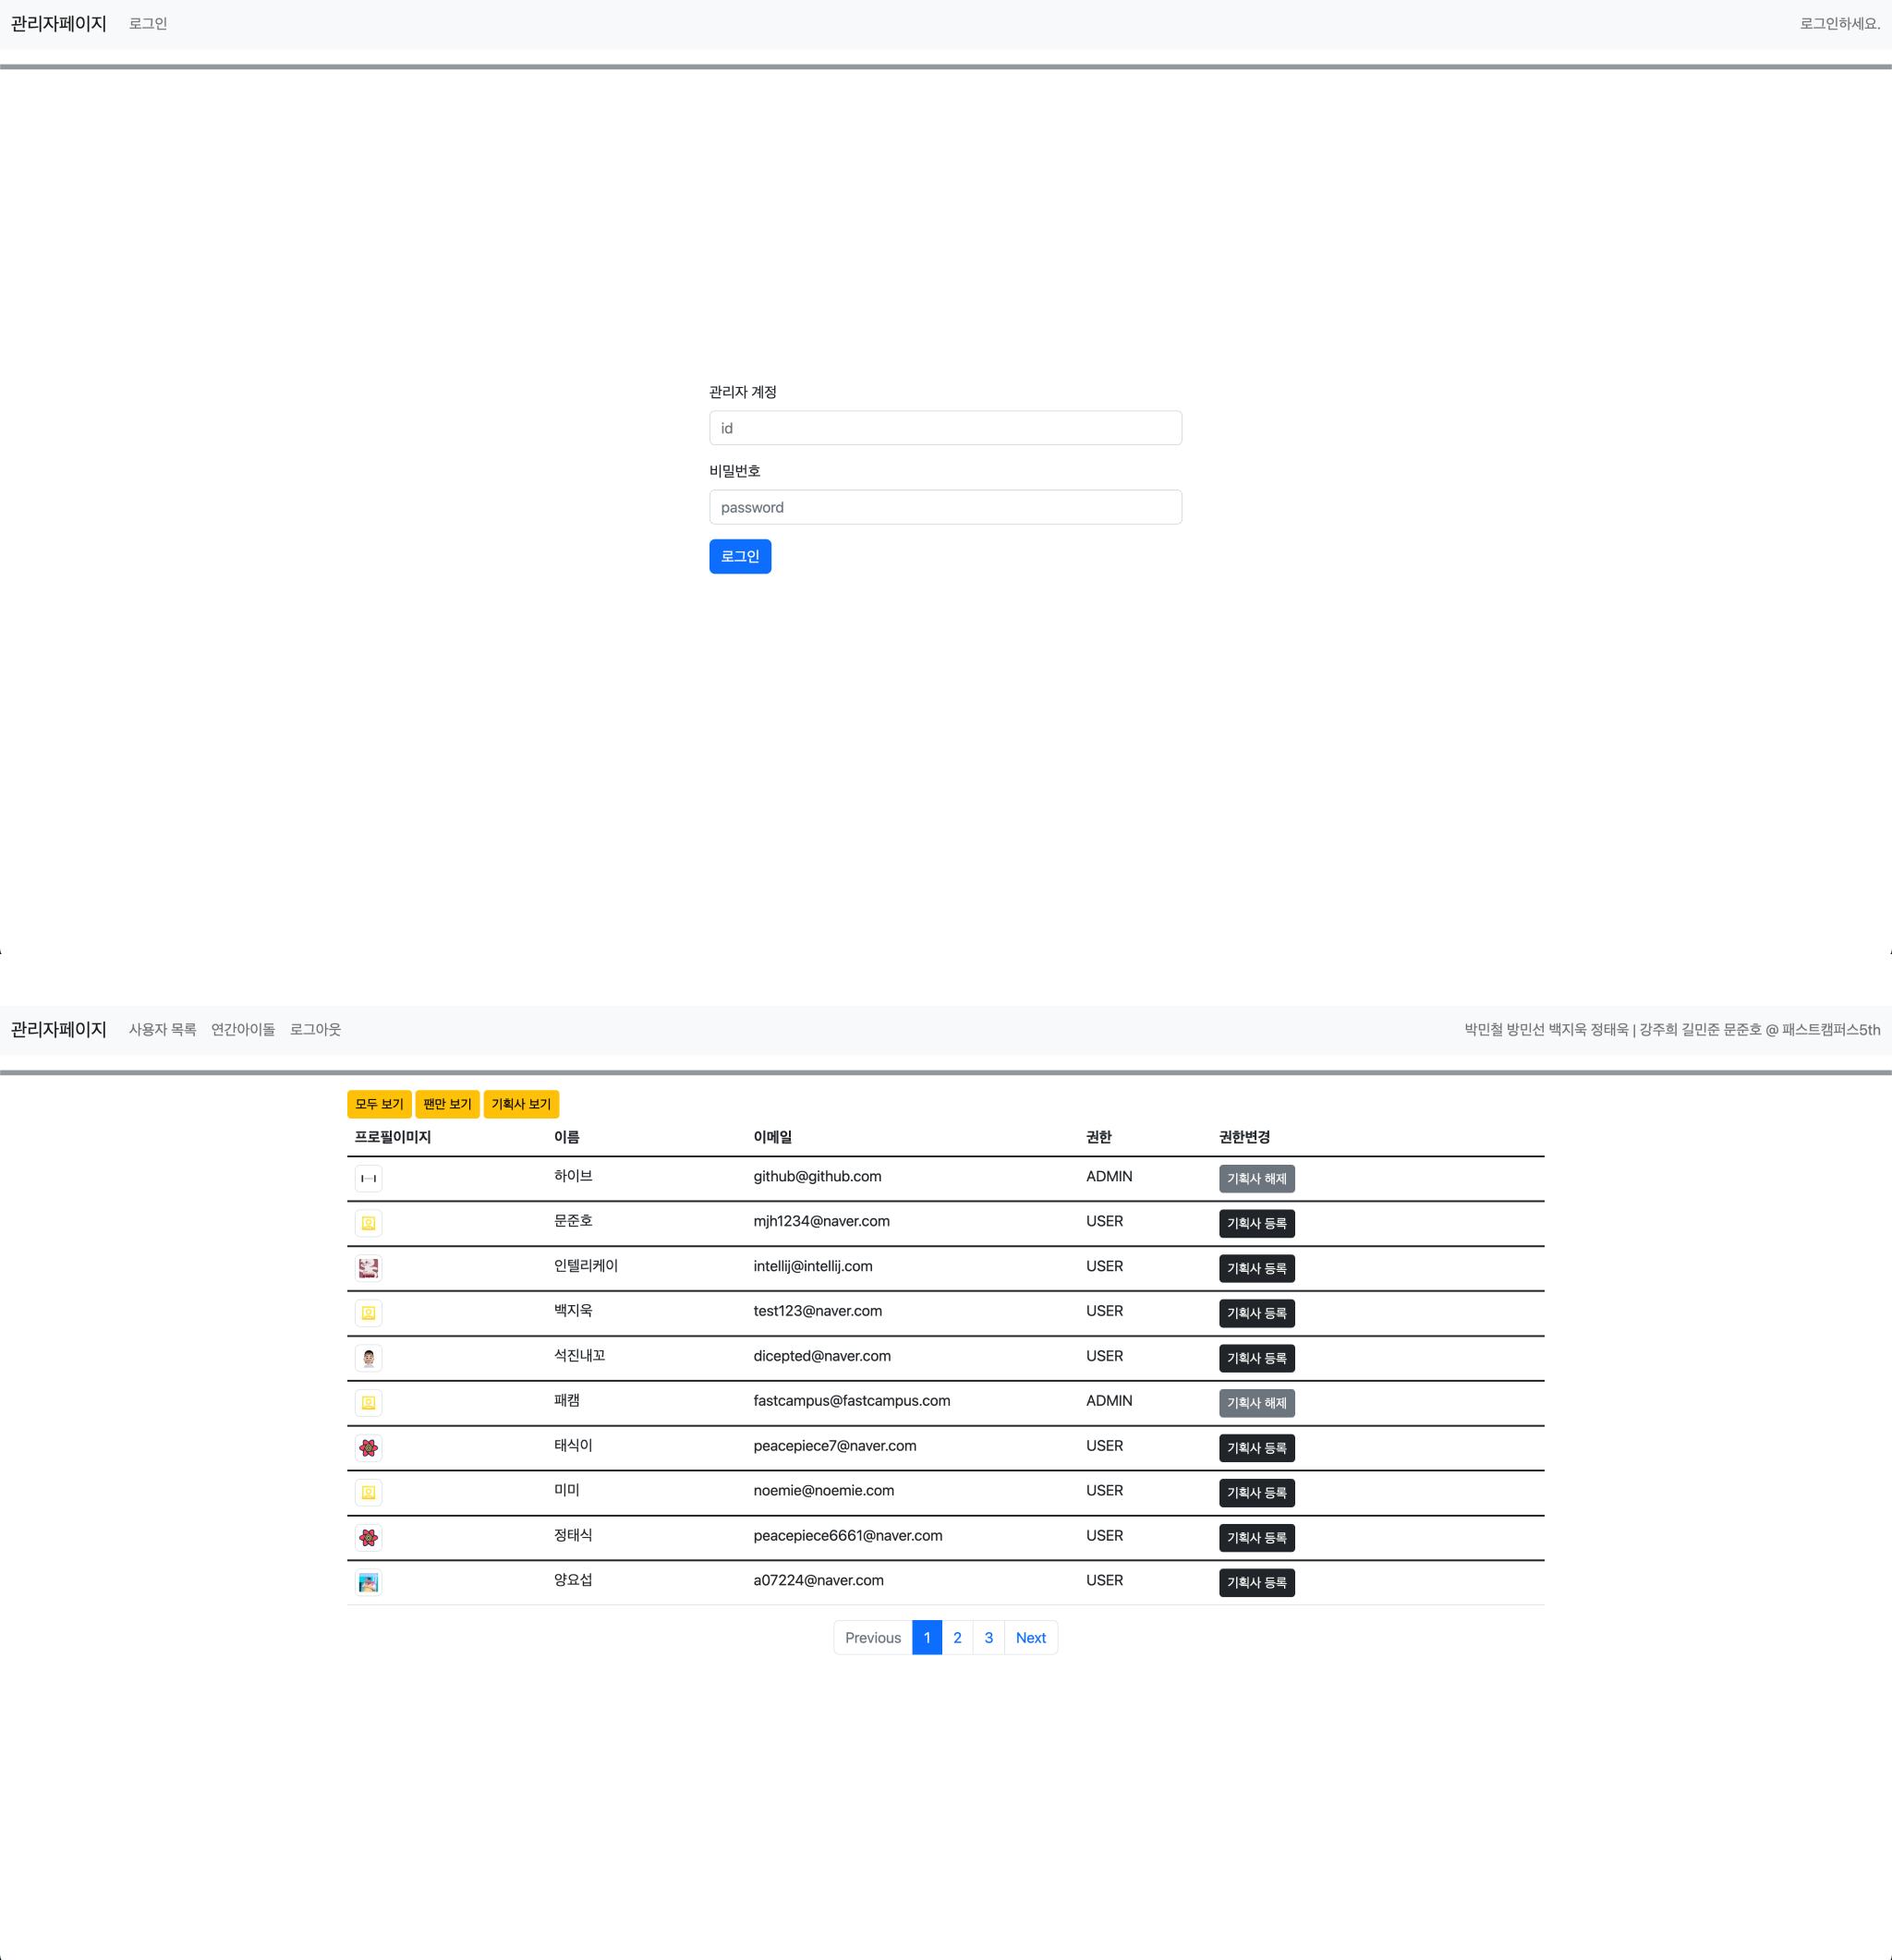 관리자페이지 로그인 로그인하세요.
관리자 계정
id
비밀번호
password
로그인
관리자페이지 사용자 목록 연간아이돌 로그아웃 박민철 방민선 백지욱 정태욱 | 강주희 길민준 문준호 @ 패스트캠퍼스5th
모두 보기 팬만 보기 기획사 보기
프로필이미지 이름 이메일 권한 권한변경
하이브 github@github.com ADMIN 기획사 해제
문준호 mjh1234@naver.com USER 기획사 등록
인텔리케이 intellij@intellij.com USER 기획사 등록
백지욱 test123@naver.com USER 기획사 등록
석진내꼬 dicepted@naver.com USER 기획사 등록
패캠 fastcampus@fastcampus.com ADMIN 기획사 해제
태식이 peacepiece7@naver.com USER 기획사 등록
미미 noemie@noemie.com USER 기획사 등록
정태식 peacepiece6661@naver.com USER 기획사 등록
양요섭 a07224@naver.com USER 기획사 등록
Previous 1 2 3 Next